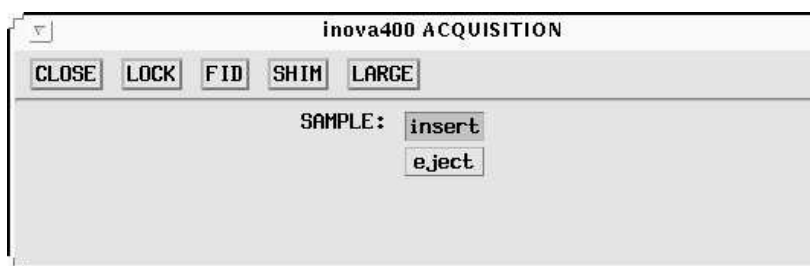 inova400 ACQUISITION
CLOSE LOCK FID SHIM LARGE
SAMPLE: insert
eject